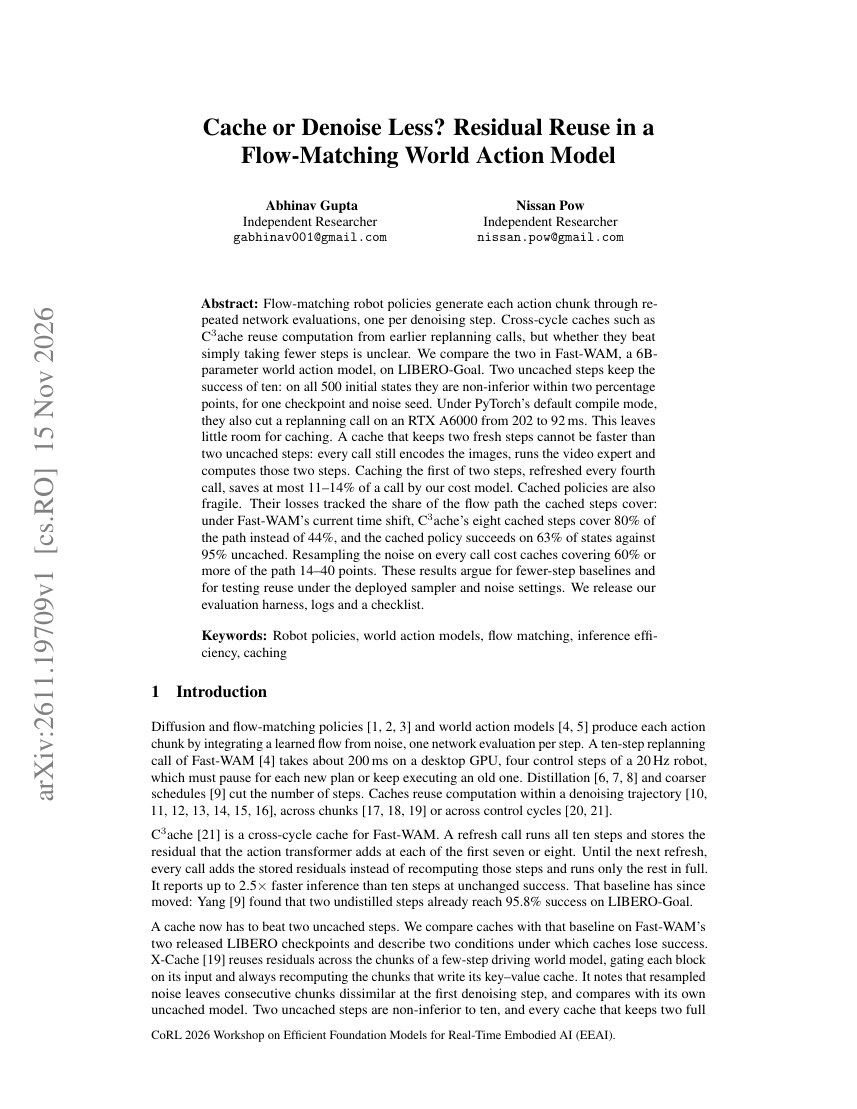 Cache or Denoise Less? Residual Reuse in a
Flow-Matching World Action Model
Abhinav Gupta
Independent Researcher
gabhinav001@gmail.com
Nissan Pow
Independent Researcher
nissan.pow@gmail.com
Abstract: Flow-matching robot policies generate each action chunk through re-
peated network evaluations, one per denoising step. Cross-cycle caches such as
C³ache reuse computation from earlier replanning calls, but whether they beat
simply taking fewer steps is unclear. We compare the two in Fast-WAM, a 6B-
parameter world action model, on LIBERO-Goal. Two uncached steps keep the
success of ten: on all 500 initial states they are non-inferior within two percentage
points, for one checkpoint and noise seed. Under PyTorch's default compile mode,
they also cut a replanning call on an RTX A6000 from 202 to 92 ms. This leaves
little room for caching. A cache that keeps two fresh steps cannot be faster than
two uncached steps: every call still encodes the images, runs the video expert and
computes those two steps. Caching the first of two steps, refreshed every fourth
call, saves at most 11–14% of a call by our cost model. Cached policies are also
fragile. Their losses tracked the share of the flow path the cached steps cover:
under Fast-WAM's current time shift, C³ache's eight cached steps cover 80% of
the path instead of 44%, and the cached policy succeeds on 63% of states against
95% uncached. Resampling the noise on every call cost caches covering 60% or
more of the path 14–40 points. These results argue for fewer-step baselines and
for testing reuse under the deployed sampler and noise settings. We release our
evaluation harness, logs and a checklist.
Keywords: Robot policies, world action models, flow matching, inference effi-
ciency, caching
1 Introduction
Diffusion and flow-matching policies [1, 2, 3] and world action models [4, 5] produce each action
chunk by integrating a learned flow from noise, one network evaluation per step. A ten-step replanning
call of Fast-WAM [4] takes about 200 ms on a desktop GPU, four control steps of a 20 Hz robot,
which must pause for each new plan or keep executing an old one. Distillation [6, 7, 8] and coarser
schedules [9] cut the number of steps. Caches reuse computation within a denoising trajectory [10,
11, 12, 13, 14, 15, 16], across chunks [17, 18, 19] or across control cycles [20, 21].
C³ache [21] is a cross-cycle cache for Fast-WAM. A refresh call runs all ten steps and stores the
residual that the action transformer adds at each of the first seven or eight. Until the next refresh,
every call adds the stored residuals instead of recomputing those steps and runs only the rest in full.
It reports up to 2.5× faster inference than ten steps at unchanged success. That baseline has since
moved: Yang [9] found that two undistilled steps already reach 95.8% success on LIBERO-Goal.
A cache now has to beat two uncached steps. We compare caches with that baseline on Fast-WAM's
two released LIBERO checkpoints and describe two conditions under which caches lose success.
X-Cache [19] reuses residuals across the chunks of a few-step driving world model, gating each block
on its input and always recomputing the chunks that write its key–value cache. It notes that resampled
noise leaves consecutive chunks dissimilar at the first denoising step, and compares with its own
uncached model. Two uncached steps are non-inferior to ten, and every cache that keeps two full
CoRL 2026 Workshop on Efficient Foundation Models for Real-Time Embodied AI (EEAI).
arXiv:2611.19709v1 [cs.RO] 15 Nov 2026